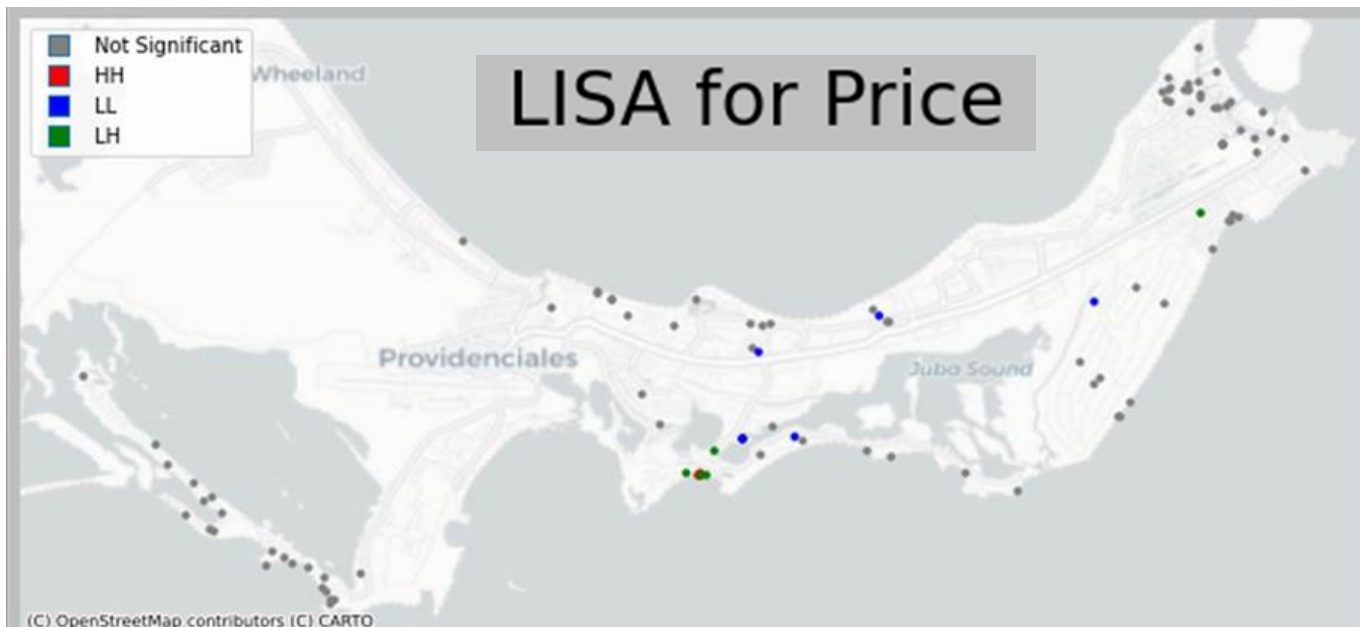 Not Significant
HH
LL
LH
Wheeland
LISA for Price
Providenciales
Juba Sound
(C) OpenStreetMap contributors (C) CARTO